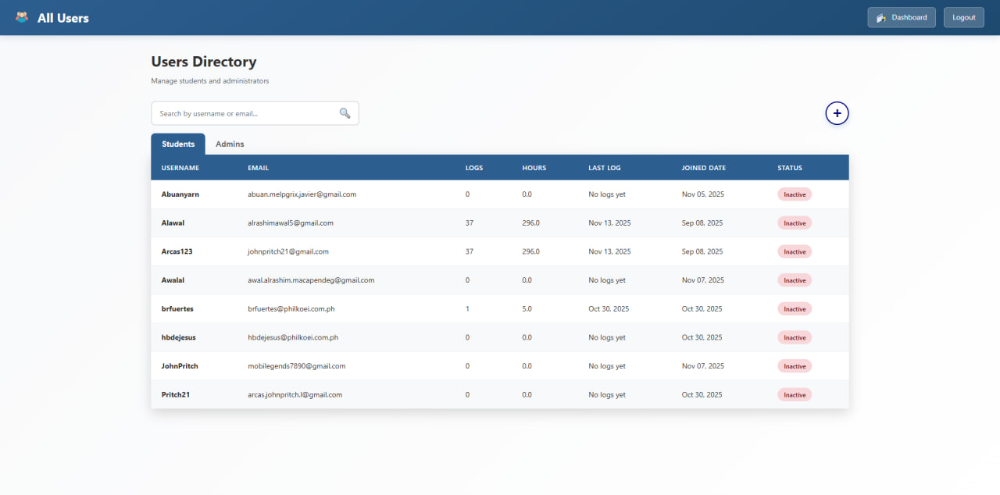 All Users
Dashboard
Logout
Users Directory
Manage students and administrators
Search by username or email...
+
Students Admins
USERNAME EMAIL LOGS HOURS LAST LOG JOINED DATE STATUS
Abuanyarn abuan.melpgrix.javier@gmail.com 0 0.0 No logs yet Nov 05, 2025 Inactive
Alawal alrashimawal5@gmail.com 37 296.0 Nov 13, 2025 Sep 08, 2025 Inactive
Arcas123 johnpritch21@gmail.com 37 296.0 Nov 13, 2025 Sep 08, 2025 Inactive
Awalal awal.alrashim.macapendeg@gmail.com 0 0.0 No logs yet Nov 07, 2025 Inactive
brfuertes brfuertes@philkoei.com.ph 1 5.0 Oct 30, 2025 Oct 30, 2025 Inactive
hbdejesus hbdejesus@philkoei.com.ph 0 0.0 No logs yet Oct 30, 2025 Inactive
JohnPritch mobilegends7890@gmail.com 0 0.0 No logs yet Nov 07, 2025 Inactive
Pritch21 arcas.johnpritch.l@gmail.com 0 0.0 No logs yet Oct 30, 2025 Inactive